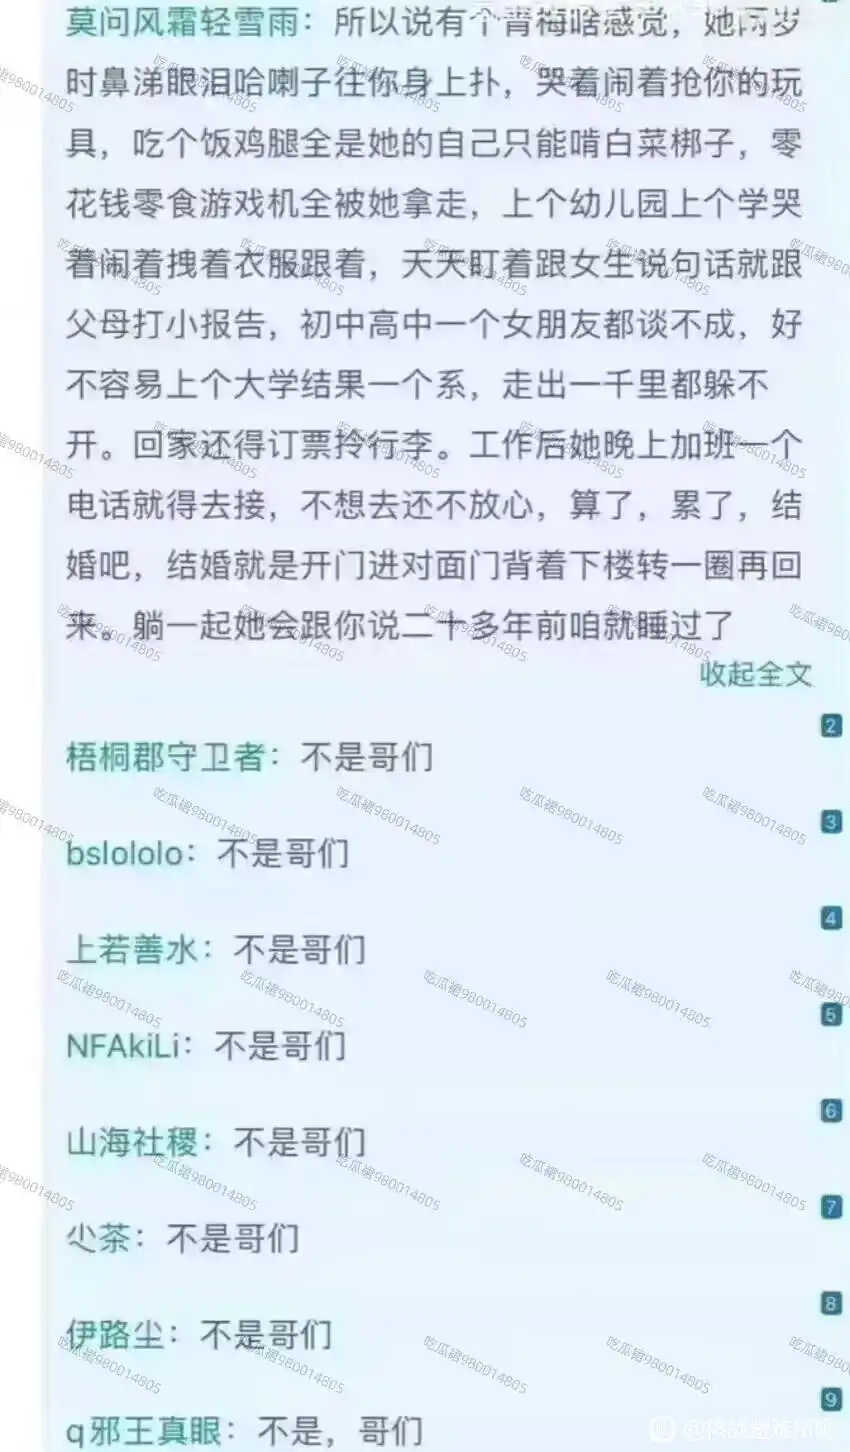 莫问风霜轻雪雨：所以说有个青梅啥感觉，她两岁
时鼻涕眼泪哈喇子往你身上扑，哭着闹着抢你的玩
具，吃个饭鸡腿全是她的自己只能啃白菜梆子，零
花钱零食游戏机全被她拿走，上个幼儿园上个学哭
着闹着拽着衣服跟着，天天盯着跟女生说句话就跟
父母打小报告，初中高中一个女朋友都谈不成，好
不容易上个大学结果一个系，走出一千里都躲不
开。回家还得订票拎行李。工作后她晚上加班一个
电话就得去接，不想去还不放心，算了，累了，结
婚吧，结婚就是开门进对面门背着下楼转一圈再回
来。躺一起她会跟你说二十多年前咱就睡过了
收起全文
2
梧桐郡守卫者：不是哥们
3
bslololo：不是哥们
4
上若善水：不是哥们
5
NFAkiLi：不是哥们
6
山海社稷：不是哥们
7
尐茶：不是哥们
8
伊路尘：不是哥们
9
q邪王真眼：不是，哥们
吃瓜裙980014805